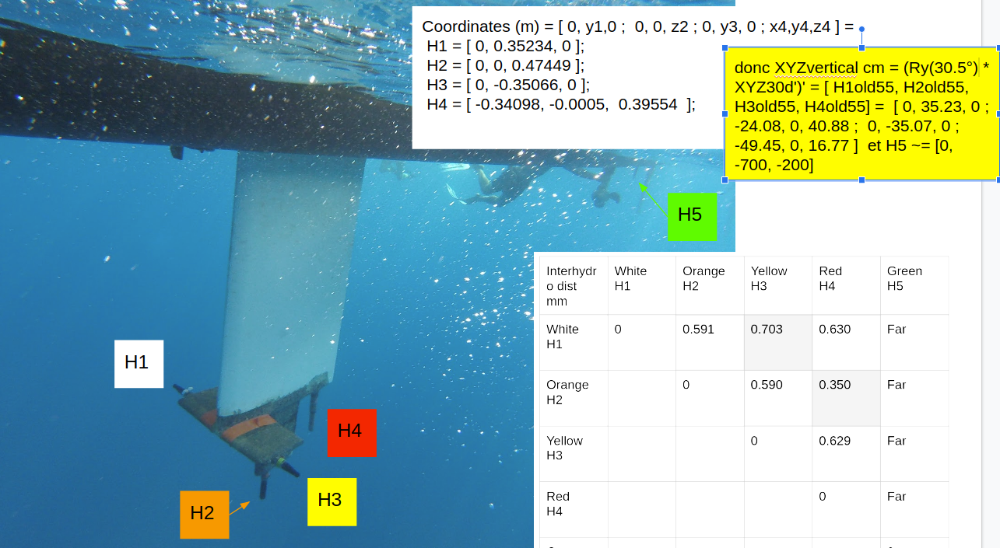 Coordinates (m) = [ 0, y1,0 ;  0, 0, z2 ; 0, y3, 0 ; x4,y4,z4 ] =
H1 = [ 0, 0.35234, 0 ];
H2 = [ 0, 0, 0.47449 ];
H3 = [ 0, -0.35066, 0 ];
H4 = [ -0.34098, -0.0005,  0.39554  ];
donc XYZvertical cm = (Ry(30.5°) *
XYZ30d')' = [ H1old55, H2old55,
H3old55, H4old55] =  [ 0, 35.23, 0 ;
-24.08, 0, 40.88 ;  0, -35.07, 0 ;
-49.45, 0, 16.77 ]  et H5 ~= [0,
-700, -200]
H5
H1
H4
H3
H2
Interhydr
o dist
mm
White
H1
Orange
H2
Yellow
H3
Red
H4
Green
H5
White
H1
0
0.591
0.703
0.630
Far
Orange
H2
0
0.590
0.350
Far
Yellow
H3
0
0.629
Far
Red
H4
0
Far